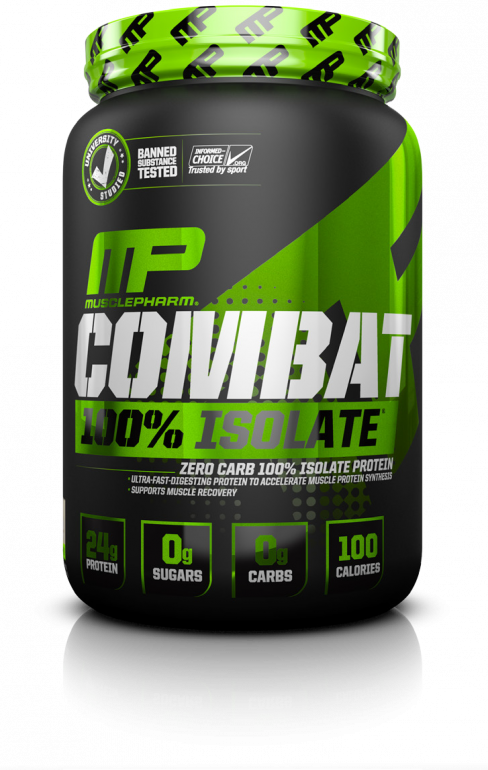 UNIVERSITY
STUDIED
BANNED
SUBSTANCE
TESTED
INFORMED-
CHOICE
.ORG
Trusted by sport
MP
MUSCLEPHARM®
COMBAT
100% ISOLATE
ZERO CARB 100% ISOLATE PROTEIN
• ULTRA-FAST-DIGESTING PROTEIN TO ACCELERATE MUSCLE PROTEIN SYNTHESIS
• SUPPORTS MUSCLE RECOVERY
24g
PROTEIN
0g
SUGARS
0g
CARBS
100
CALORIES